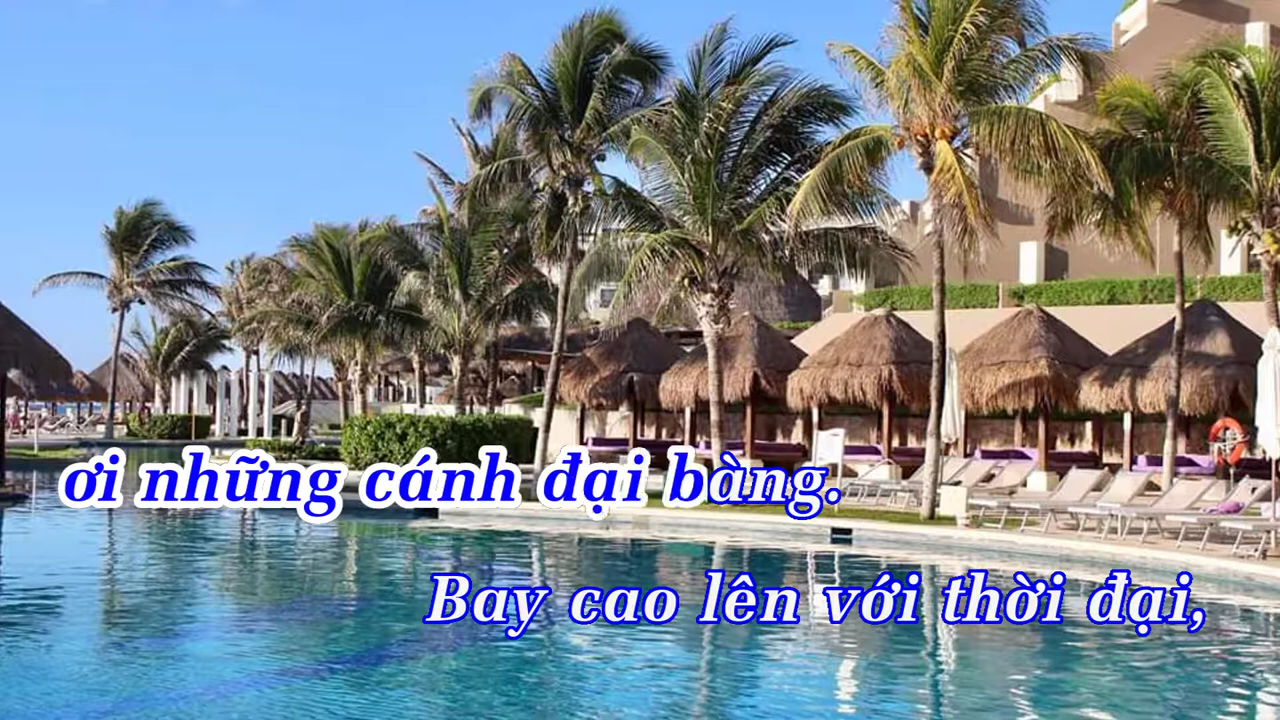 ơi những cánh đại bàng.
Bay cao lên với thời đại,